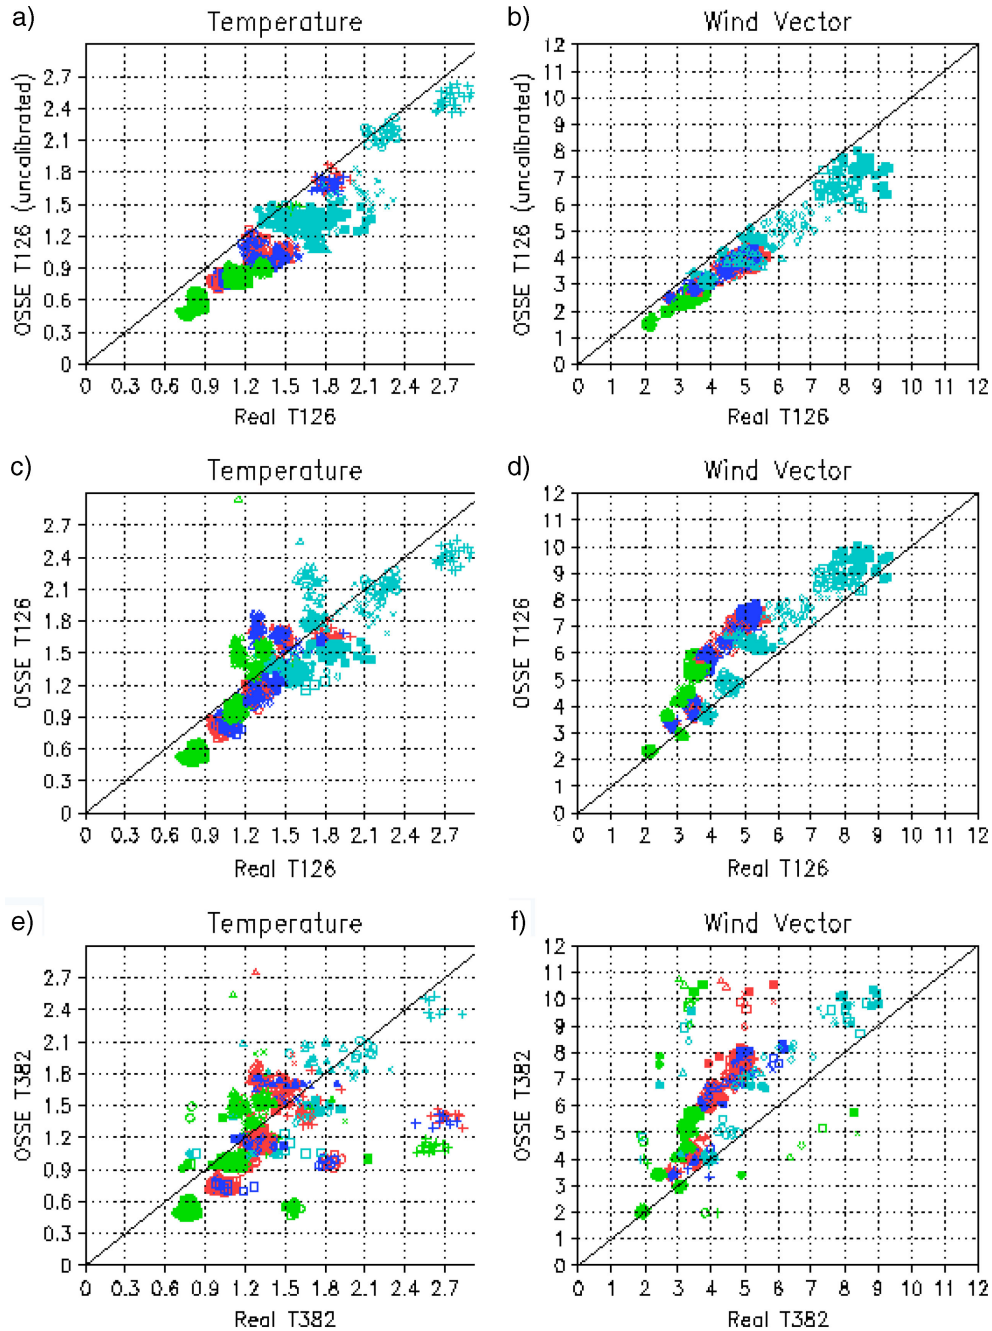 a) Temperature
b) Wind Vector
OSSE T126 (uncalibrated)
2.7
2.4
2.1
1.8
1.5
1.2
0.9
0.6
0.3
0
0 0.3 0.6 0.9 1.2 1.5 1.8 2.1 2.4 2.7
Real T126
OSSE T126 (uncalibrated)
12
11
10
9
8
7
6
5
4
3
2
1
0
0 1 2 3 4 5 6 7 8 9 10 11 12
Real T126
c) Temperature
d) Wind Vector
OSSE T126
2.7
2.4
2.1
1.8
1.5
1.2
0.9
0.6
0.3
0
0 0.3 0.6 0.9 1.2 1.5 1.8 2.1 2.4 2.7
Real T126
OSSE T126
12
11
10
9
8
7
6
5
4
3
2
1
0
0 1 2 3 4 5 6 7 8 9 10 11 12
Real T126
e) Temperature
f) Wind Vector
OSSE T382
2.7
2.4
2.1
1.8
1.5
1.2
0.9
0.6
0.3
0
0 0.3 0.6 0.9 1.2 1.5 1.8 2.1 2.4 2.7
Real T382
OSSE T382
12
11
10
9
8
7
6
5
4
3
2
1
0
0 1 2 3 4 5 6 7 8 9 10 11 12
Real T382